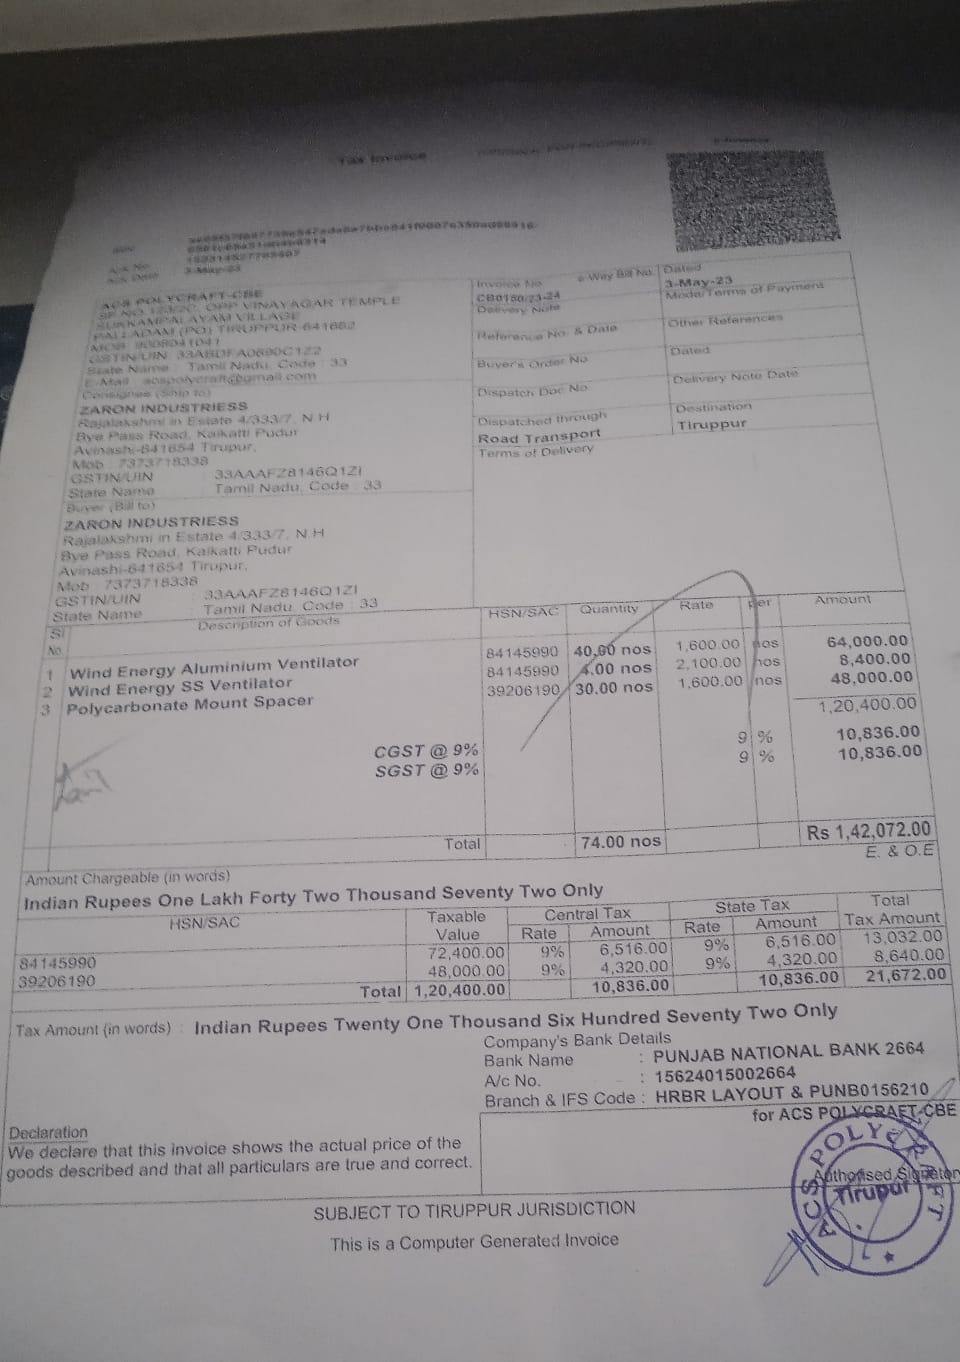 Tax Invoice
Ack No.
Ack Date 3-May-23
ACS POLYCRAFT-CBE
OPP VINAYAGAR TEMPLE
SUKKAMPALAYAM VILLAGE
PALLADAM (PO) TIRUPPUR-641662
GSTIN/UIN: 33ABDFA0690C1Z2
State Name : Tamil Nadu, Code : 33
E-Mail : acspolycraft@gmail.com
Invoice No. e-Way Bill No. Dated
CB0150/23-24 3-May-23
Delivery Note Mode/Terms of Payment
Reference No. & Date Other References
Buyer's Order No. Dated
Dispatch Doc No. Delivery Note Date
Dispatched through Destination
Road Transport Tiruppur
Terms of Delivery
Consignee (Ship to)
ZARON INDUSTRIESS
Rajalakshmi in Estate 4/333/7, N.H
Bye Pass Road, Kaikatti Pudur
Avinashi-641654 Tirupur,
Mob : 7373718338
GSTIN/UIN : 33AAAFZ8146Q1ZI
State Name : Tamil Nadu, Code : 33
Buyer (Bill to)
ZARON INDUSTRIESS
Rajalakshmi in Estate 4/333/7, N.H
Bye Pass Road, Kaikatti Pudur
Avinashi-641654 Tirupur,
Mob : 7373718338
GSTIN/UIN : 33AAAFZ8146Q1ZI
State Name : Tamil Nadu, Code : 33
Sl No. Description of Goods HSN/SAC Quantity Rate per Amount
1 Wind Energy Aluminium Ventilator 84145990 40.00 nos 1,600.00 nos 64,000.00
2 Wind Energy SS Ventilator 84145990 4.00 nos 2,100.00 nos 8,400.00
3 Polycarbonate Mount Spacer 39206190 30.00 nos 1,600.00 nos 48,000.00
1,20,400.00
CGST @ 9% 9 % 10,836.00
SGST @ 9% 9 % 10,836.00
Total 74.00 nos Rs 1,42,072.00
E. & O.E
Amount Chargeable (in words)
Indian Rupees One Lakh Forty Two Thousand Seventy Two Only
HSN/SAC Taxable Value Central Tax State Tax Total Tax Amount
Rate Amount Rate Amount
84145990 72,400.00 9% 6,516.00 9% 6,516.00 13,032.00
39206190 48,000.00 9% 4,320.00 9% 4,320.00 8,640.00
Total 1,20,400.00 10,836.00 10,836.00 21,672.00
Tax Amount (in words) : Indian Rupees Twenty One Thousand Six Hundred Seventy Two Only
Company's Bank Details
Bank Name : PUNJAB NATIONAL BANK 2664
A/c No. : 15624015002664
Branch & IFS Code : HRBR LAYOUT & PUNB0156210
for ACS POLYCRAFT-CBE
Declaration
We declare that this invoice shows the actual price of the
goods described and that all particulars are true and correct.
Authorised Signatory
ACS POLYCRAFT
Tirupur
SUBJECT TO TIRUPPUR JURISDICTION
This is a Computer Generated Invoice